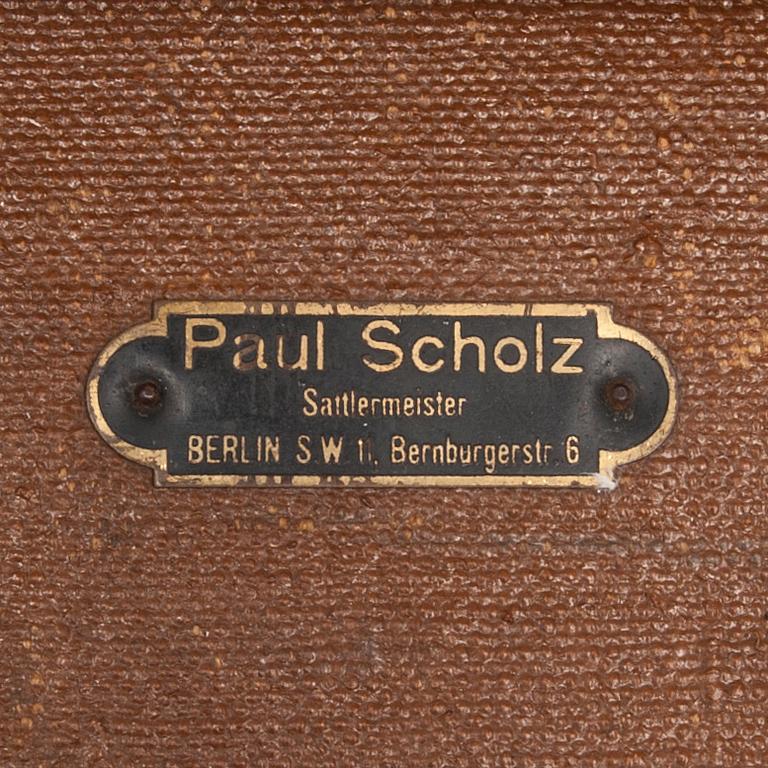 Paul Scholz
Sattlermeister
BERLIN S.W 11, Bernburgerstr. 6